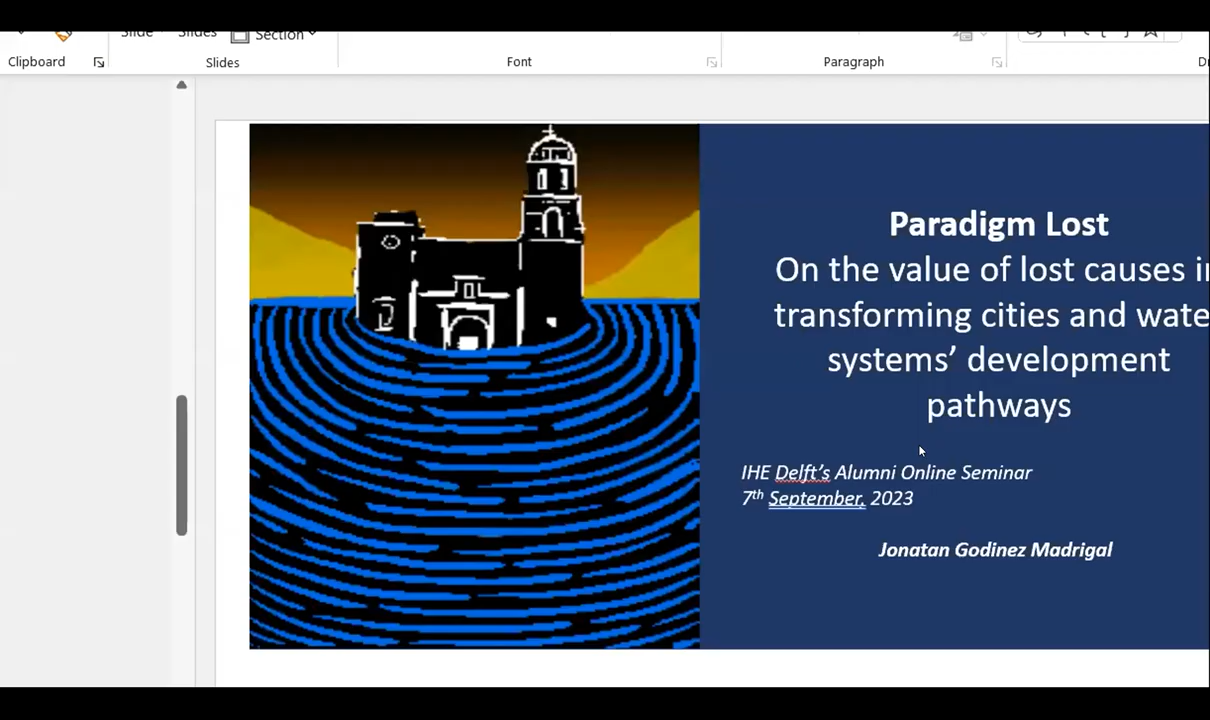 Slide Slides Section
Clipboard Slides Font Paragraph
Paradigm Lost
On the value of lost causes
transforming cities and
systems’ development
pathways
IHE Delft’s Alumni Online Seminar
7th September, 2023
Jonatan Godinez Madrigal